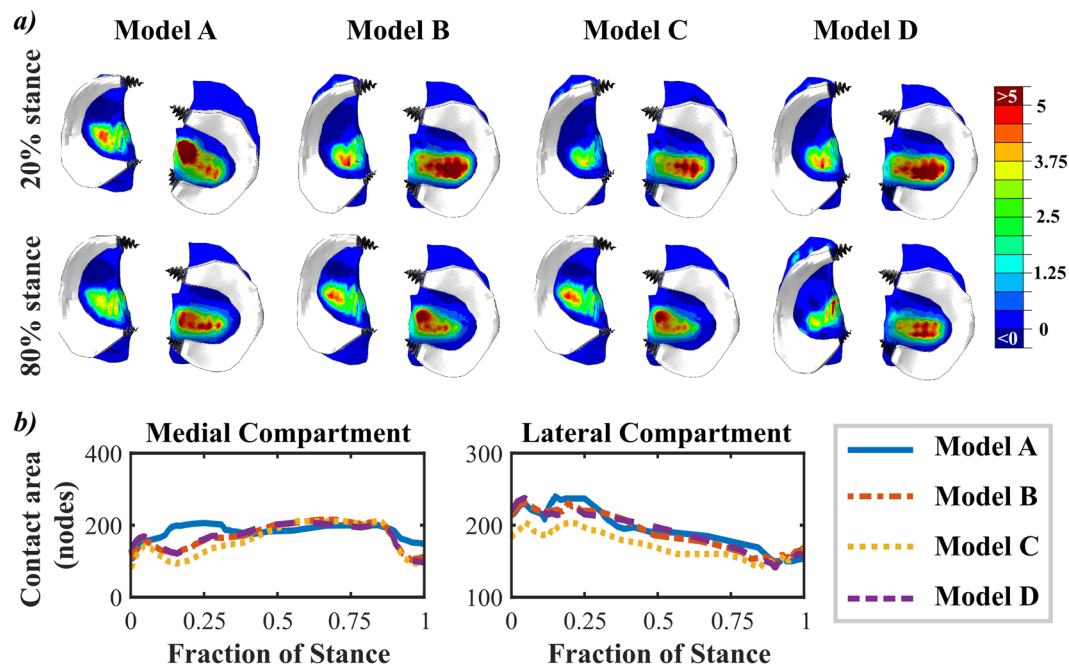 a)
Model A
Model B
Model C
Model D
20% stance
80% stance
>5
5
3.75
2.5
1.25
0
<0
b)
Medial Compartment
Lateral Compartment
Contact area
(nodes)
400
200
0
0
0.25
0.5
0.75
1
Fraction of Stance
300
200
100
0
0.25
0.5
0.75
1
Fraction of Stance
Model A
Model B
Model C
Model D